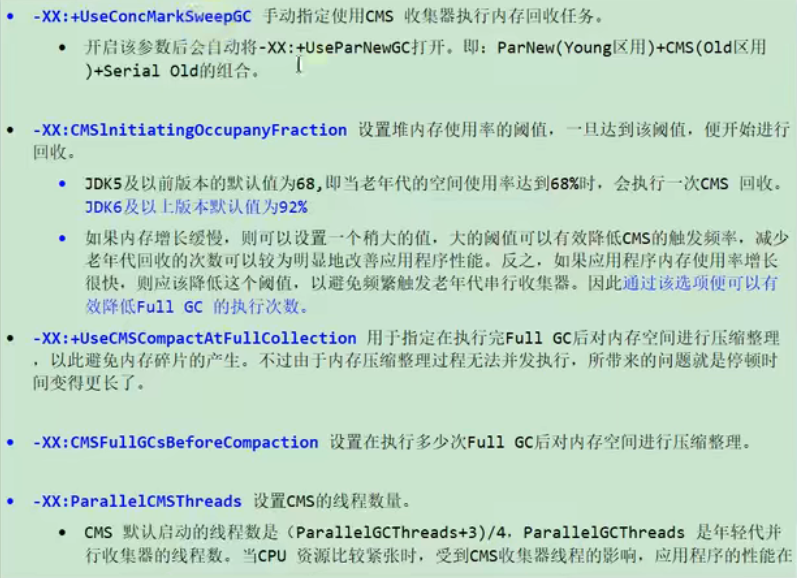 -XX:+UseConcMarkSweepGC 手动指定使用CMS 收集器执行内存回收任务。
开启该参数后会自动将-XX:+UseParNewGC打开。即：ParNew(Young区用)+CMS(Old区用
)+Serial Old的组合。
-XX:CMSlnitiatingOccupanyFraction 设置堆内存使用率的阈值，一旦达到该阈值，便开始进行
回收。
JDK5及以前版本的默认值为68,即当老年代的空间使用率达到68%时，会执行一次CMS 回收。
JDK6及以上版本默认值为92%
如果内存增长缓慢，则可以设置一个稍大的值，大的阈值可以有效降低CMS的触发频率，减少
老年代回收的次数可以较为明显地改善应用程序性能。反之，如果应用程序内存使用率增长
很快，则应该降低这个阈值，以避免频繁触发老年代串行收集器。因此通过该选项便可以有
效降低Full GC 的执行次数。
-XX:+UseCMSCompactAtFullCollection 用于指定在执行完Full GC后对内存空间进行压缩整理
，以此避免内存碎片的产生。不过由于内存压缩整理过程无法并发执行，所带来的问题就是停顿时
间变得更长了。
-XX:CMSFullGCsBeforeCompaction 设置在执行多少次Full GC后对内存空间进行压缩整理。
-XX:ParallelCMSThreads 设置CMS的线程数量。
CMS 默认启动的线程数是（ParallelGCThreads+3)/4，ParallelGCThreads 是年轻代并
行收集器的线程数。当CPU 资源比较紧张时，受到CMS收集器线程的影响，应用程序的性能在